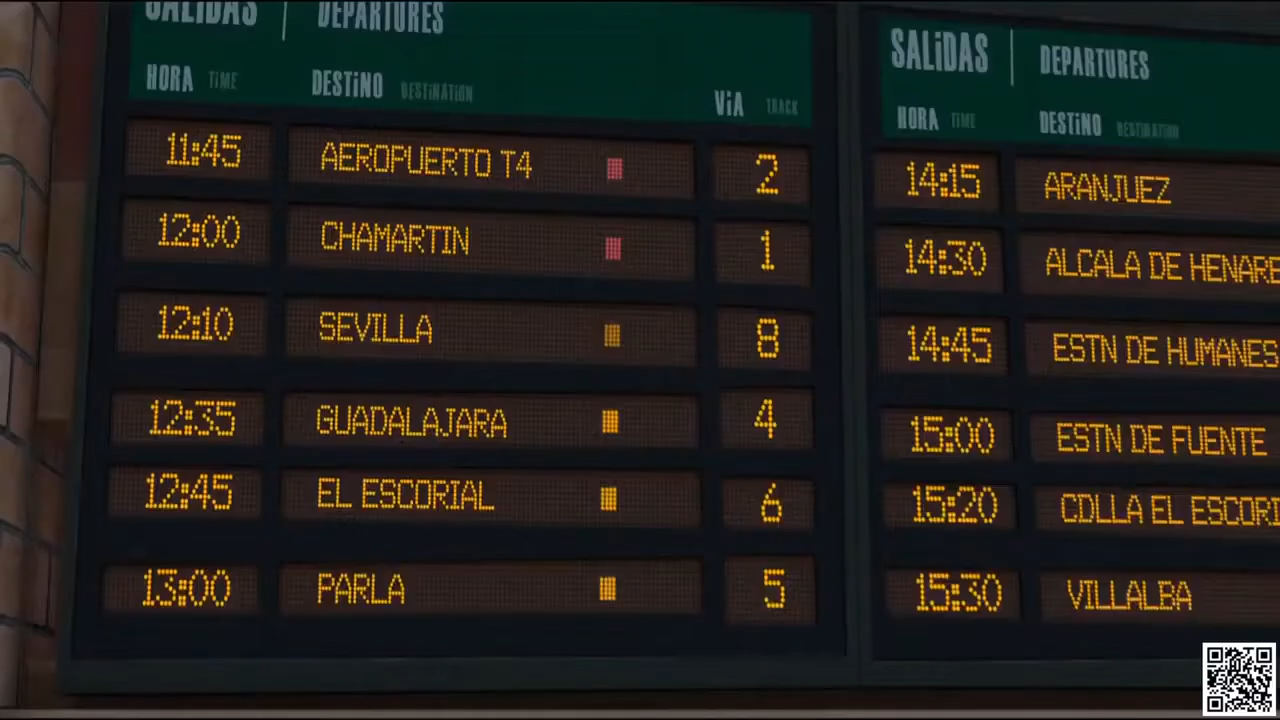 SALiDAS DEPARTURES
HORA TiME DESTiNO DESTiNATiON ViA TRACK
11:45 AEROPUERTO T4 2
12:00 CHAMARTIN 1
12:10 SEVILLA 8
12:35 GUADALAJARA 4
12:45 EL ESCORIAL 6
13:00 PARLA 5
SALiDAS DEPARTURES
HORA TiME DESTiNO DESTiNATiON
14:15 ARANJUEZ
14:30 ALCALA DE HENARE
14:45 ESTN DE HUMANES
15:00 ESTN DE FUENTE
15:20 CDLLA EL ESCORI
15:30 VILLALBA